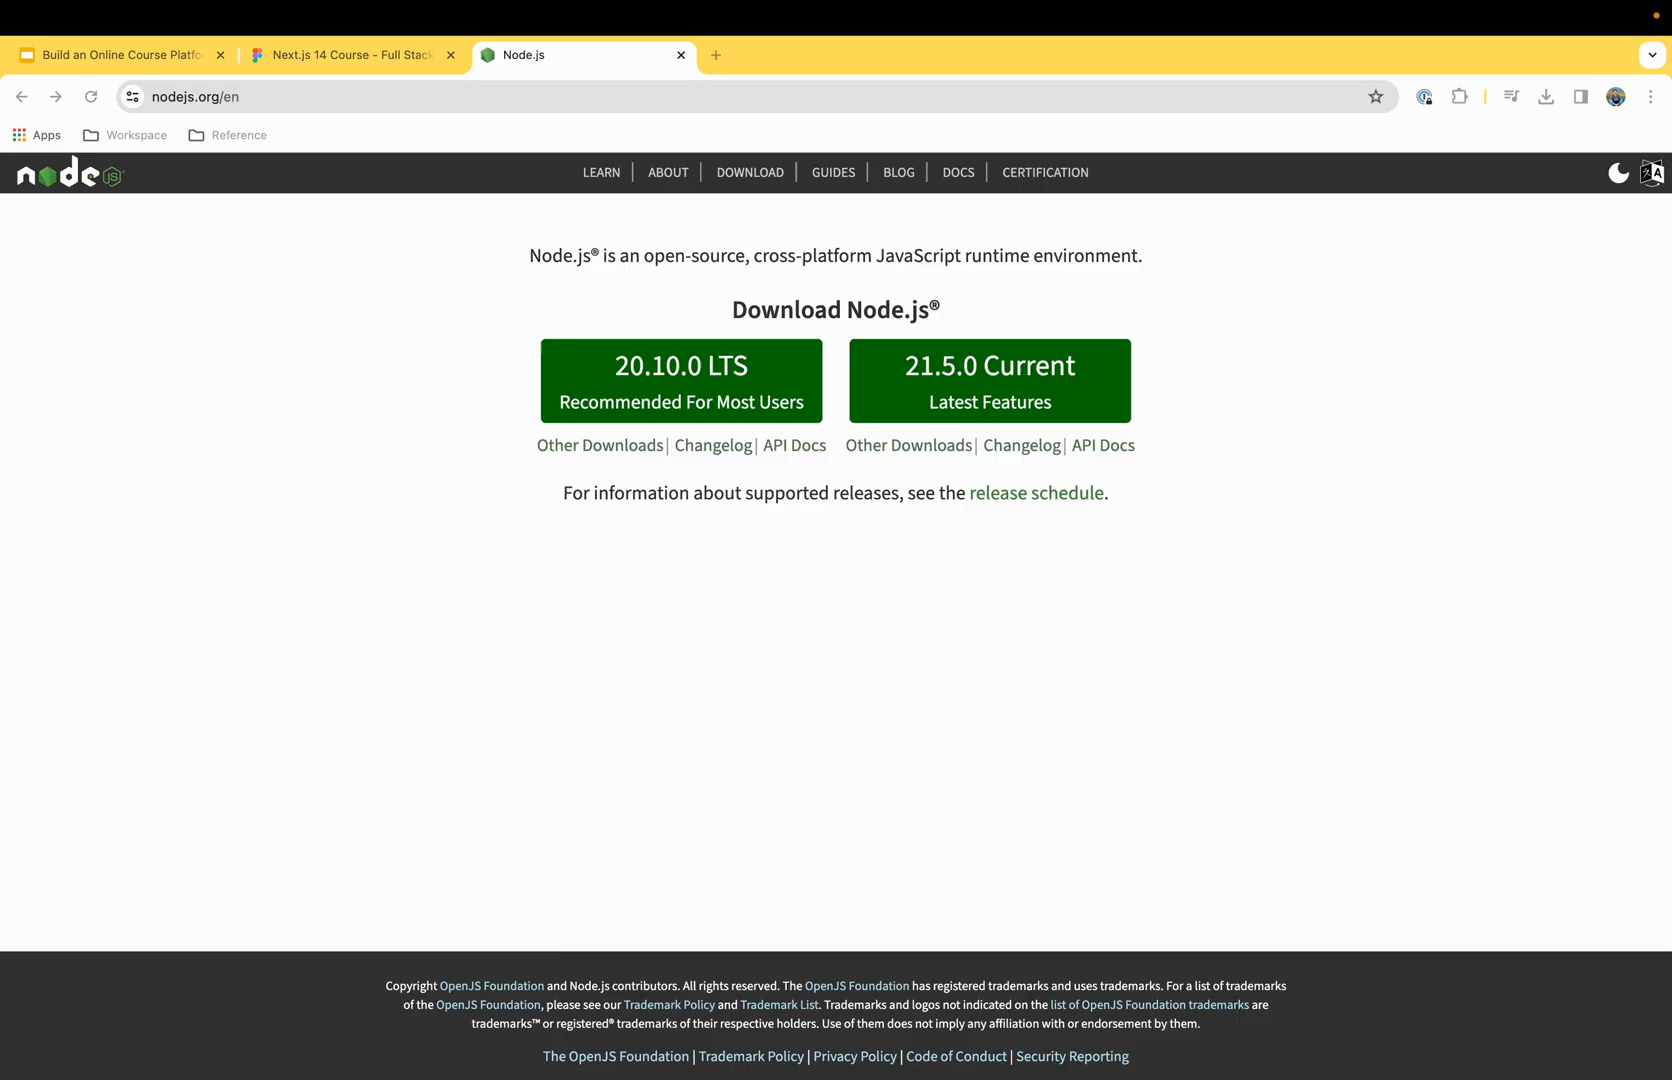 Build an Online Course Platfo
Next.js 14 Course - Full Stack
Node.js
nodejs.org/en
Apps
Workspace
Reference
node JS
LEARN | ABOUT | DOWNLOAD | GUIDES | BLOG | DOCS | CERTIFICATION
Node.js® is an open-source, cross-platform JavaScript runtime environment.
Download Node.js®
20.10.0 LTS
Recommended For Most Users
21.5.0 Current
Latest Features
Other Downloads | Changelog | API Docs
Other Downloads | Changelog | API Docs
For information about supported releases, see the release schedule.
Copyright OpenJS Foundation and Node.js contributors. All rights reserved. The OpenJS Foundation has registered trademarks and uses trademarks. For a list of trademarks
of the OpenJS Foundation, please see our Trademark Policy and Trademark List. Trademarks and logos not indicated on the list of OpenJS Foundation trademarks are
trademarks™ or registered® trademarks of their respective holders. Use of them does not imply any affiliation with or endorsement by them.
The OpenJS Foundation | Trademark Policy | Privacy Policy | Code of Conduct | Security Reporting